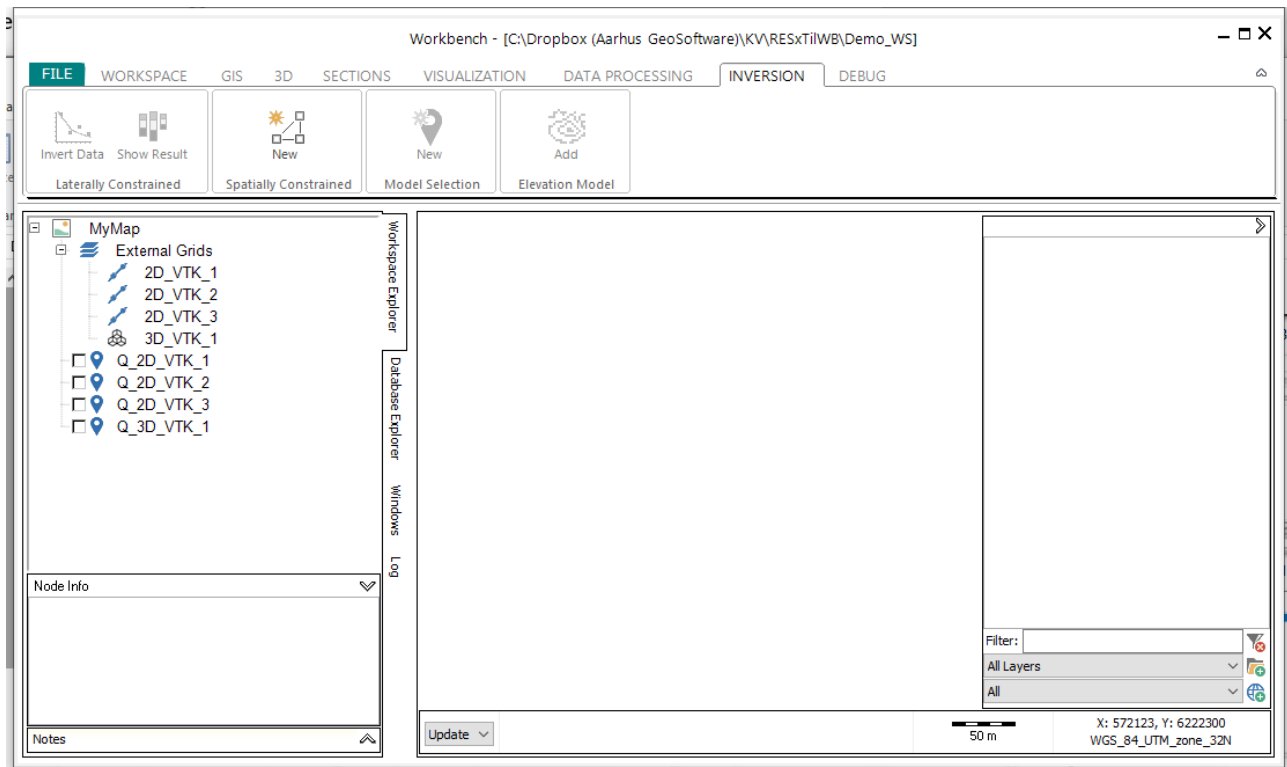 Workbench - [C:\Dropbox (Aarhus GeoSoftware)\KV\RESxTilWB\Demo_WS]
FILE WORKSPACE GIS 3D SECTIONS VISUALIZATION DATA PROCESSING INVERSION DEBUG
Invert Data Show Result New New Add
Laterally Constrained Spatially Constrained Model Selection Elevation Model
MyMap
External Grids
2D_VTK_1
2D_VTK_2
2D_VTK_3
3D_VTK_1
Q_2D_VTK_1
Q_2D_VTK_2
Q_2D_VTK_3
Q_3D_VTK_1
Workspace Explorer
Database Explorer
Windows
Log
Node Info
Notes
Filter:
All Layers
All
Update
50 m
X: 572123, Y: 6222300
WGS_84_UTM_zone_32N